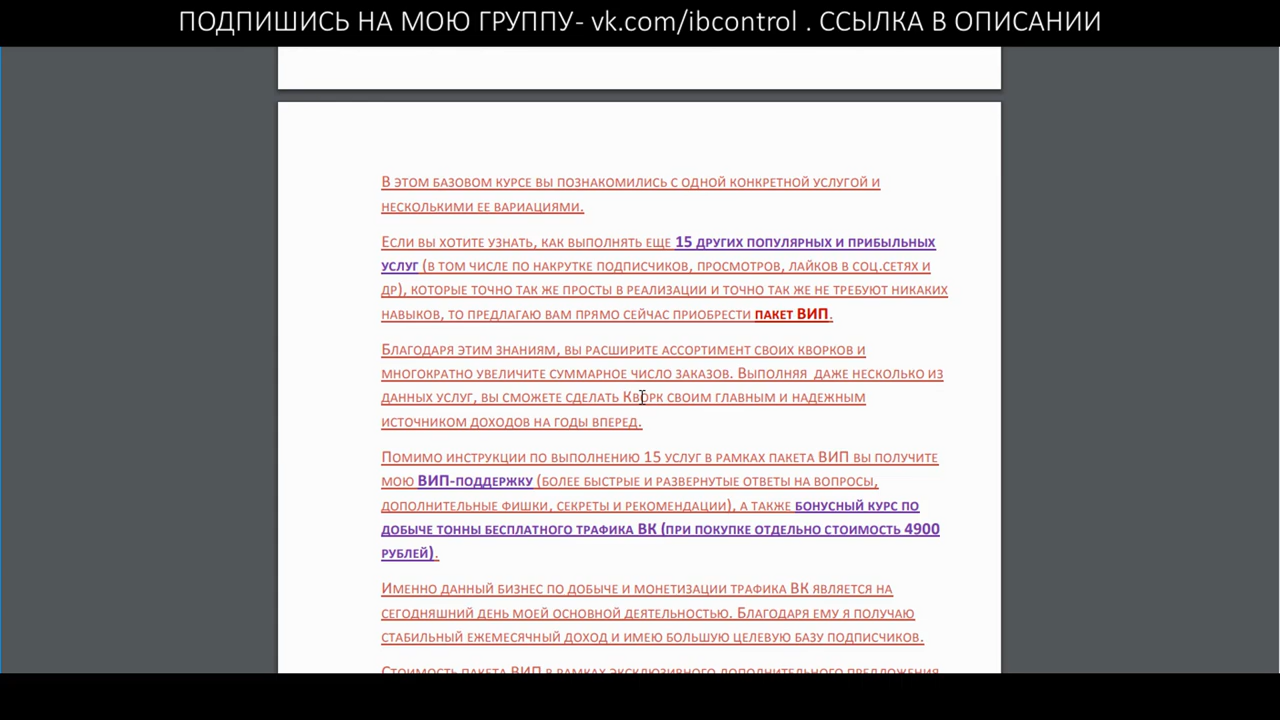 ПОДПИШИСЬ НА МОЮ ГРУППУ- vk.com/ibcontrol . ССЫЛКА В ОПИСАНИИ
В ЭТОМ БАЗОВОМ КУРСЕ ВЫ ПОЗНАКОМИЛИСЬ С ОДНОЙ КОНКРЕТНОЙ УСЛУГОЙ И
НЕСКОЛЬКИМИ ЕЕ ВАРИАЦИЯМИ.
ЕСЛИ ВЫ ХОТИТЕ УЗНАТЬ, КАК ВЫПОЛНЯТЬ ЕЩЕ 15 ДРУГИХ ПОПУЛЯРНЫХ И ПРИБЫЛЬНЫХ
УСЛУГ (В ТОМ ЧИСЛЕ ПО НАКРУТКЕ ПОДПИСЧИКОВ, ПРОСМОТРОВ, ЛАЙКОВ В СОЦ.СЕТЯХ И
ДР), КОТОРЫЕ ТОЧНО ТАК ЖЕ ПРОСТЫ В РЕАЛИЗАЦИИ И ТОЧНО ТАК ЖЕ НЕ ТРЕБУЮТ НИКАКИХ
НАВЫКОВ, ТО ПРЕДЛАГАЮ ВАМ ПРЯМО СЕЙЧАС ПРИОБРЕСТИ ПАКЕТ ВИП.
БЛАГОДАРЯ ЭТИМ ЗНАНИЯМ, ВЫ РАСШИРИТЕ АССОРТИМЕНТ СВОИХ КВОРКОВ И
МНОГОКРАТНО УВЕЛИЧИТЕ СУММАРНОЕ ЧИСЛО ЗАКАЗОВ. ВЫПОЛНЯЯ ДАЖЕ НЕСКОЛЬКО ИЗ
ДАННЫХ УСЛУГ, ВЫ СМОЖЕТЕ СДЕЛАТЬ КВОРК СВОИМ ГЛАВНЫМ И НАДЕЖНЫМ
ИСТОЧНИКОМ ДОХОДОВ НА ГОДЫ ВПЕРЕД.
ПОМИМО ИНСТРУКЦИИ ПО ВЫПОЛНЕНИЮ 15 УСЛУГ В РАМКАХ ПАКЕТА ВИП ВЫ ПОЛУЧИТЕ
МОЮ ВИП-ПОДДЕРЖКУ (БОЛЕЕ БЫСТРЫЕ И РАЗВЕРНУТЫЕ ОТВЕТЫ НА ВОПРОСЫ,
ДОПОЛНИТЕЛЬНЫЕ ФИШКИ, СЕКРЕТЫ И РЕКОМЕНДАЦИИ), А ТАКЖЕ БОНУСНЫЙ КУРС ПО
ДОБЫЧЕ ТОННЫ БЕСПЛАТНОГО ТРАФИКА ВК (ПРИ ПОКУПКЕ ОТДЕЛЬНО СТОИМОСТЬ 4900
РУБЛЕЙ).
ИМЕННО ДАННЫЙ БИЗНЕС ПО ДОБЫЧЕ И МОНЕТИЗАЦИИ ТРАФИКА ВК ЯВЛЯЕТСЯ НА
СЕГОДНЯШНИЙ ДЕНЬ МОЕЙ ОСНОВНОЙ ДЕЯТЕЛЬНОСТЬЮ. БЛАГОДАРЯ ЕМУ Я ПОЛУЧАЮ
СТАБИЛЬНЫЙ ЕЖЕМЕСЯЧНЫЙ ДОХОД И ИМЕЮ БОЛЬШУЮ ЦЕЛЕВУЮ БАЗУ ПОДПИСЧИКОВ.
СТОИМОСТЬ ПАКЕТА ВИП В РАМКАХ ЭКСКЛЮЗИВНОГО ДОПОЛНИТЕЛЬНОГО ПРЕДЛОЖЕНИЯ